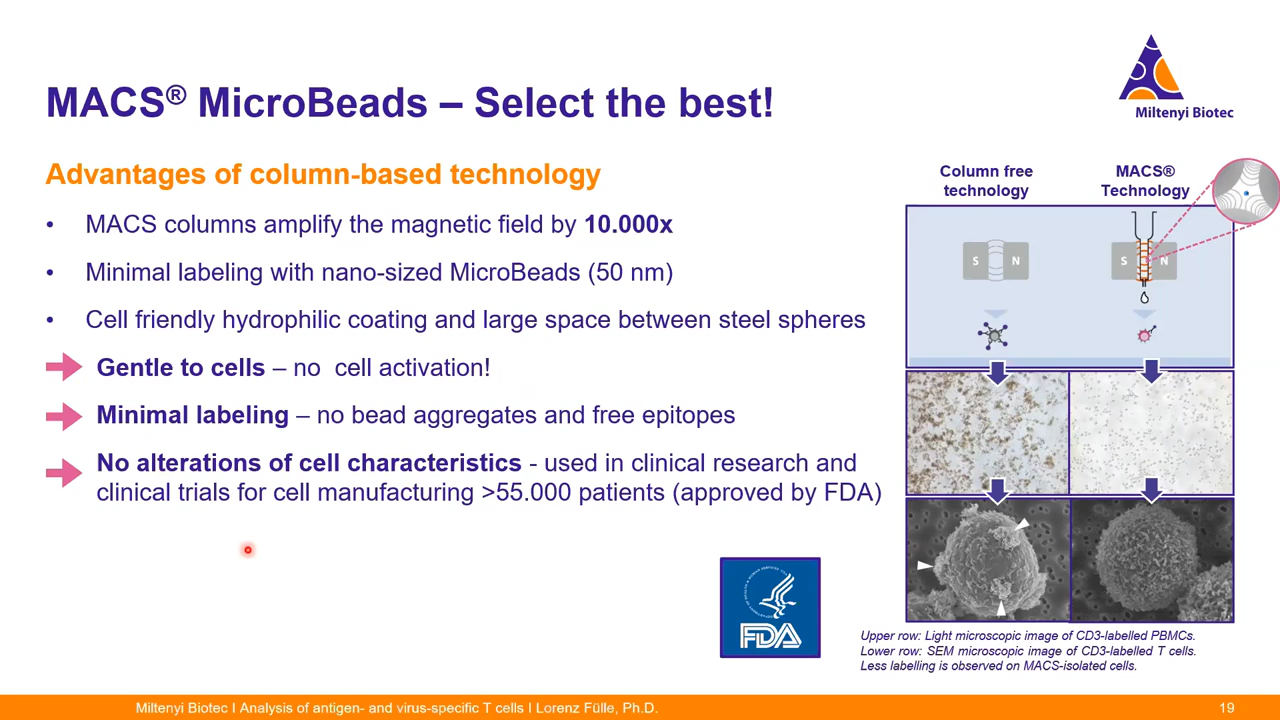 MACS® MicroBeads – Select the best!
Miltenyi Biotec
Advantages of column-based technology
• MACS columns amplify the magnetic field by 10.000x
• Minimal labeling with nano-sized MicroBeads (50 nm)
• Cell friendly hydrophilic coating and large space between steel spheres
Gentle to cells – no cell activation!
Minimal labeling – no bead aggregates and free epitopes
No alterations of cell characteristics - used in clinical research and
clinical trials for cell manufacturing >55.000 patients (approved by FDA)
Column free
technology
MACS®
Technology
S N
S N
FDA
Upper row: Light microscopic image of CD3-labelled PBMCs.
Lower row: SEM microscopic image of CD3-labelled T cells.
Less labelling is observed on MACS-isolated cells.
Miltenyi Biotec I Analysis of antigen- and virus-specific T cells I Lorenz Fülle, Ph.D.
19